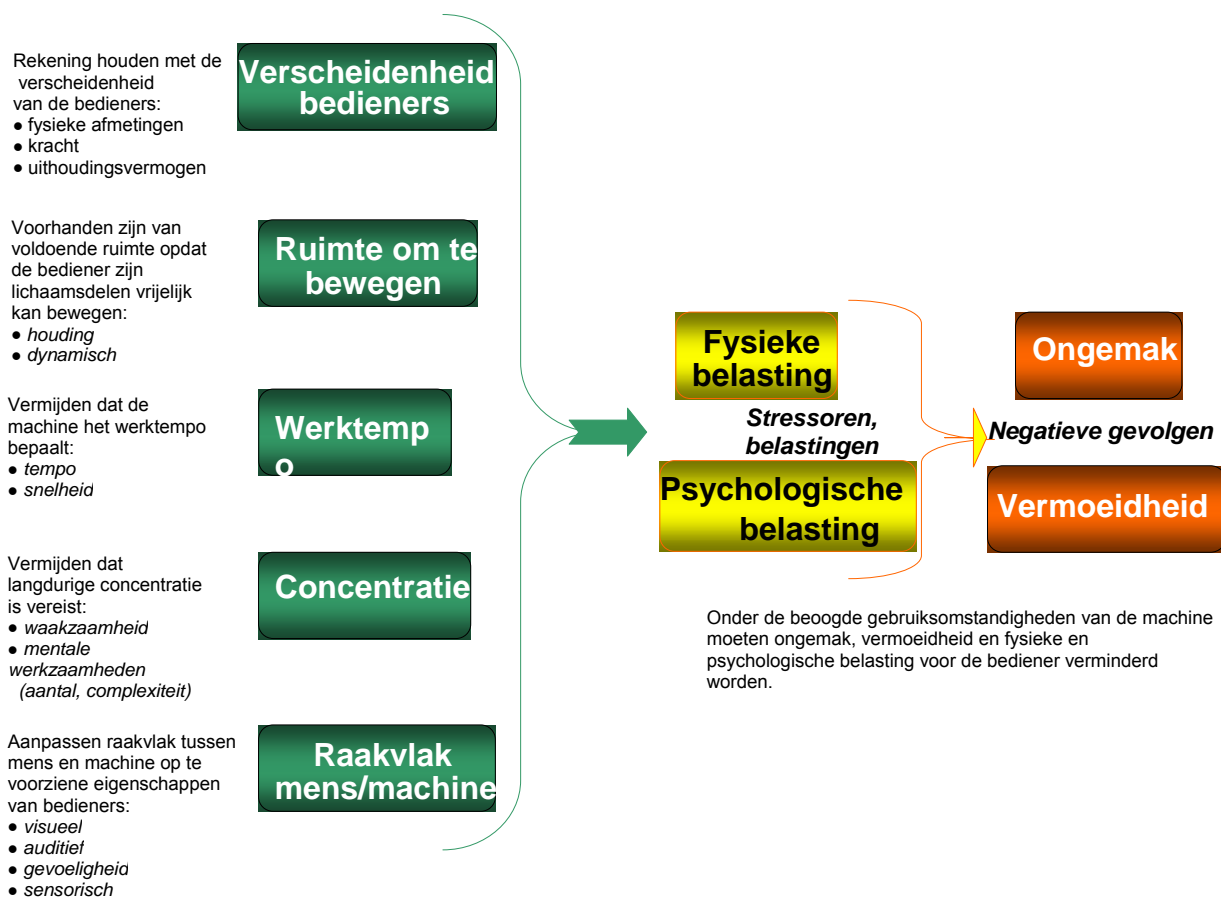 Rekening houden met de
verscheidenheid
van de bedieners:
● fysieke afmetingen
● kracht
● uithoudingsvermogen
Verscheidenheid
bedieners
Voorhanden zijn van
voldoende ruimte opdat
de bediener zijn
lichaamsdelen vrijelijk
kan bewegen:
● houding
● dynamisch
Ruimte om te
bewegen
Vermijden dat de
machine het werktempo
bepaalt:
● tempo
● snelheid
Werktemp
o
Vermijden dat
langdurige concentratie
is vereist:
● waakzaamheid
● mentale
werkzaamheden
(aantal, complexiteit)
Concentratie
Aanpassen raakvlak tussen
mens en machine op te
voorziene eigenschappen
van bedieners:
● visueel
● auditief
● gevoeligheid
● sensorisch
Raakvlak
mens/machine
Fysieke
belasting
Stressoren,
belastingen
Psychologische
belasting
Ongemak
Negatieve gevolgen
Vermoeidheid
Onder de beoogde gebruiksomstandigheden van de machine
moeten ongemak, vermoeidheid en fysieke en
psychologische belasting voor de bediener verminderd
worden.